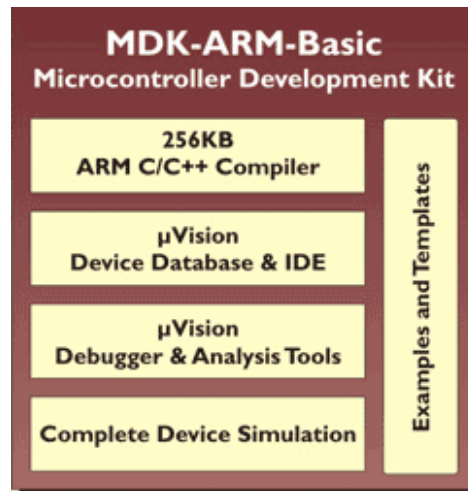 MDK-ARM-Basic
Microcontroller Development Kit
256KB
ARM C/C++ Compiler
µVision
Device Database & IDE
µVision
Debugger & Analysis Tools
Complete Device Simulation
Examples and Templates